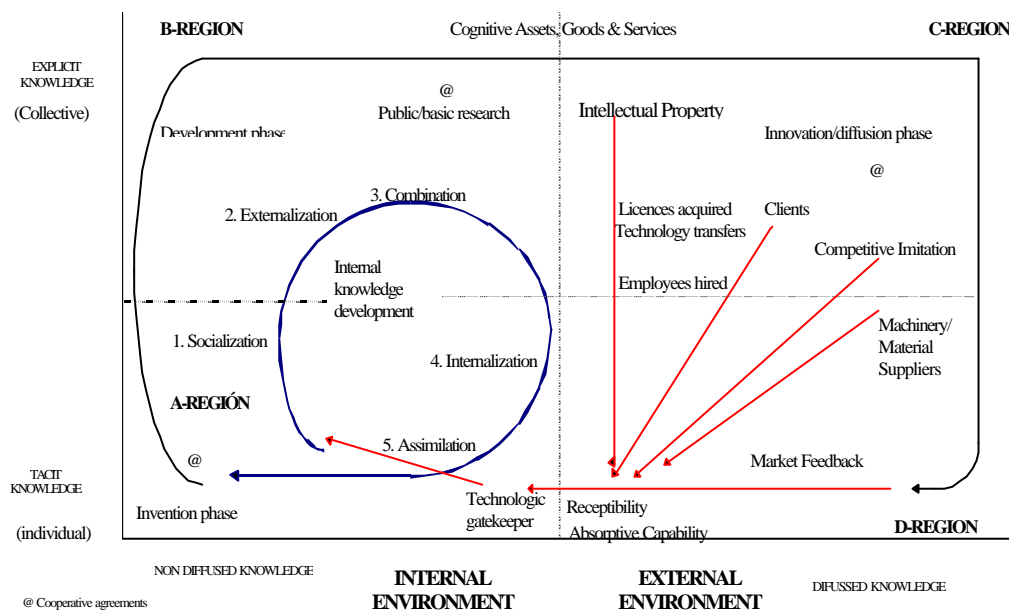 B-REGION
Cognitive Assets, Goods & Services
C-REGION
EXPLICIT
KNOWLEDGE
(Collective)
@
Public/basic research
Intellectual Property
Development phase
Innovation/diffusion phase
@
3. Combination
2. Externalization
Licences acquired
Technology transfers
Clients
Competitive Imitation
Internal
knowledge
development
Employees hired
1. Socialization
4. Internalization
Machinery/
Material
Suppliers
A-REGIÓN
5. Assimilation
@
Market Feedback
TACIT
KNOWLEDGE
(individual)
Invention phase
Technologic
gatekeeper
Receptibility
Absorptive Capability
D-REGION
NON DIFFUSED KNOWLEDGE
INTERNAL
ENVIRONMENT
EXTERNAL
ENVIRONMENT
DIFUSSED KNOWLEDGE
@ Cooperative agreements